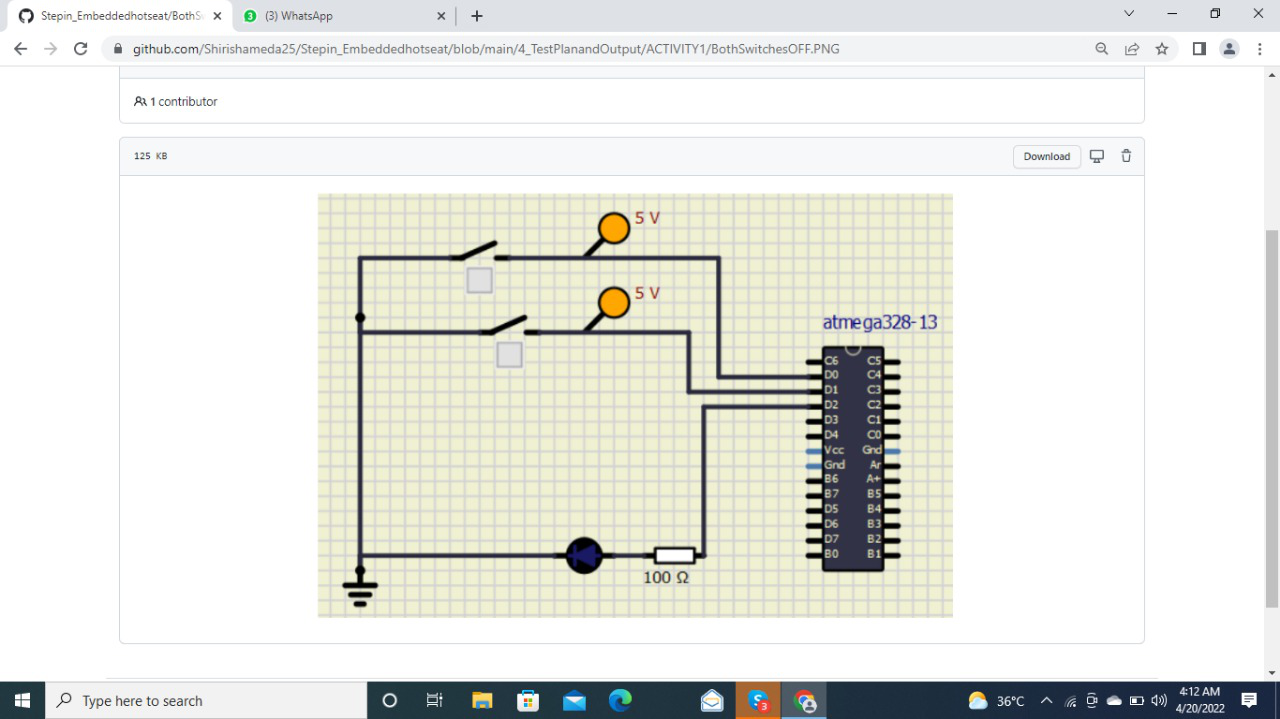 Stepin_Embeddedhotseat/BothS
(3) WhatsApp
github.com/Shirishameda25/Stepin_Embeddedhotseat/blob/main/4_TestPlanandOutput/ACTIVITY1/BothSwitchesOFF.PNG
1 contributor
125 KB
Download
5 V
5 V
atmega328-13
C6 C5
D0 C4
D1 C3
D2 C2
D3 C1
D4 C0
Vcc Gnd
Gnd Ar
B6 A+
B7 B5
D5 B4
D6 B3
D7 B2
B0 B1
100 Ω
Type here to search
3
36°C
4:12 AM
4/20/2022